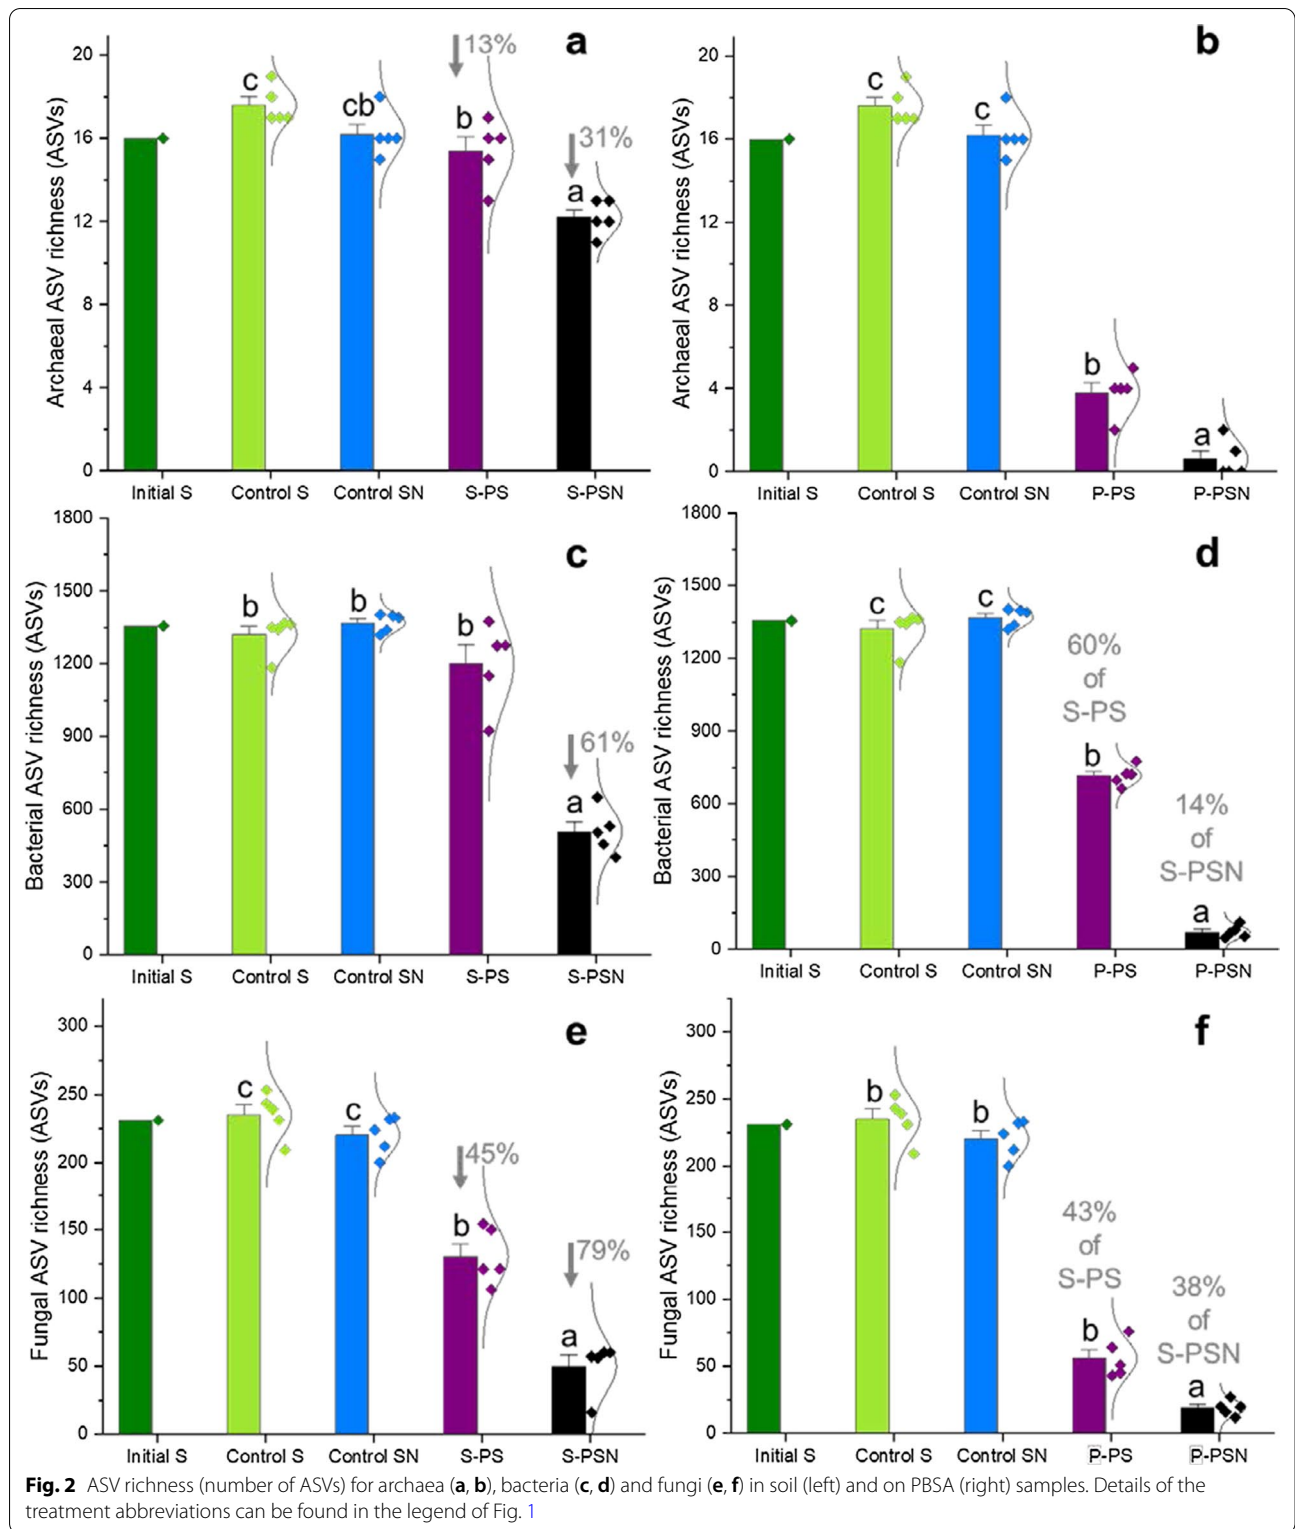 a
Archaeal ASV richness (ASVs)
20
16
12
8
4
0
c
cb
b
a
13%
31%
Initial S
Control S
Control SN
S-PS
S-PSN
b
Archaeal ASV richness (ASVs)
20
16
12
8
4
0
c
c
b
a
Initial S
Control S
Control SN
P-PS
P-PSN
c
Bacterial ASV richness (ASVs)
1800
1500
1200
900
600
300
0
b
b
b
a
61%
Initial S
Control S
Control SN
S-PS
S-PSN
d
Bacterial ASV richness (ASVs)
1800
1500
1200
900
600
300
0
c
c
b
a
60%
of
S-PS
14%
of
S-PSN
Initial S
Control S
Control SN
P-PS
P-PSN
e
Fungal ASV richness (ASVs)
300
250
200
150
100
50
0
c
c
b
a
45%
79%
Initial S
Control S
Control SN
S-PS
S-PSN
f
Fungal ASV richness (ASVs)
300
250
200
150
100
50
0
b
b
b
a
43%
of
S-PS
38%
of
S-PSN
Initial S
Control S
Control SN
P-PS
P-PSN
Fig. 2 ASV richness (number of ASVs) for archaea (a, b), bacteria (c, d) and fungi (e, f) in soil (left) and on PBSA (right) samples. Details of the
treatment abbreviations can be found in the legend of Fig. 1